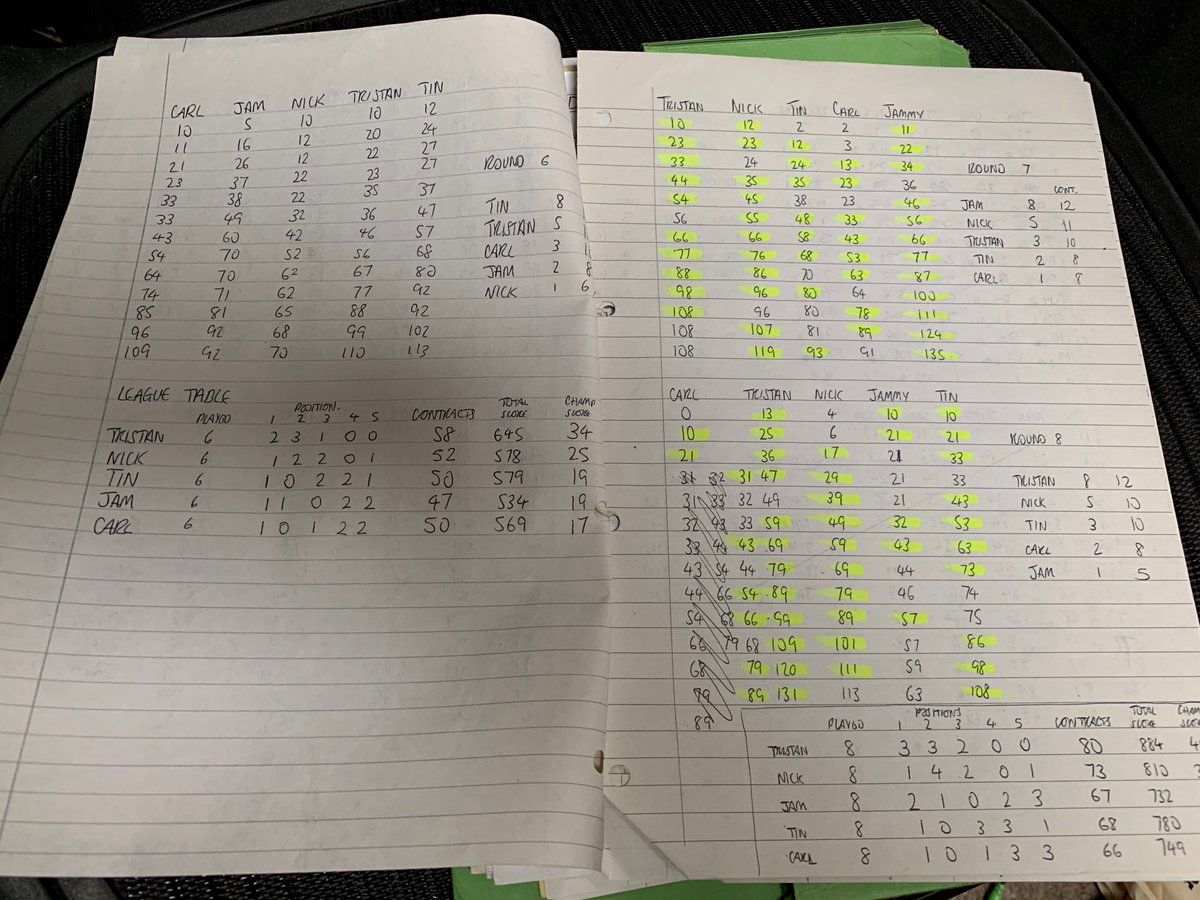 CARL JAM NICK TRISTAN TIN
10 5 10 10 12
11 16 12 20 24
21 26 12 22 27
23 37 22 23 27 ROUND 6
33 38 22 35 37
33 49 32 36 47 TIN 8
43 60 42 46 57 TRISTAN 5
54 70 52 56 68 CARL 3
64 70 62 67 80 JAM 2 8
74 71 62 77 92 NICK 1 6
85 81 65 88 92
96 92 68 99 102
109 92 70 110 113
LEAGUE TABLE
POSITION.
PLAYED 1 2 3 4 5 CONTRACTS TOTAL SCORE CHAMP SCORE
TRISTAN 6 2 3 1 0 0 58 645 34
NICK 6 1 2 2 0 1 52 578 25
TIN 6 1 0 2 2 1 50 579 19
JAM 6 1 1 0 2 2 47 534 19
CARL 6 1 0 1 2 2 50 569 17
TRISTAN NICK TIN CARL JAMMY
10 12 2 2 11
23 23 12 3 22
33 24 24 13 34 ROUND 7
44 35 35 23 36 CONT.
54 45 38 23 46 JAM 8 12
56 55 48 33 56 NICK 5 11
66 66 58 43 66 TRISTAN 3 10
77 76 68 53 77 TIN 2 8
88 86 70 63 87 CARL 1 8
98 96 80 64 100
108 96 80 78 111
108 107 81 89 124
108 119 93 91 135
CARL TRISTAN NICK JAMMY TIN
0 13 4 10 10
10 25 6 21 21 ROUND 8
21 36 17 21 33
31 32 31 47 29 21 33 TRISTAN 8 12
31 33 32 49 39 21 43 NICK 5 10
32 43 33 59 49 32 53 TIN 3 10
33 44 43 69 59 43 63 CARL 2 8
43 54 44 79 69 44 73 JAM 1 5
44 66 54 89 79 46 74
54 68 66 99 89 57 75
66 79 68 109 101 57 86
68 79 120 111 59 98
79 89 131 113 63 108
89
POSITIONS
PLAYED 1 2 3 4 5 CONTRACTS TOTAL SCORE
TRISTAN 8 3 3 2 0 0 80 884
NICK 8 1 4 2 0 1 73 810
JAM 8 2 1 0 2 3 67 732
TIN 8 1 0 3 3 1 68 780
CARL 8 1 0 1 3 3 66 749